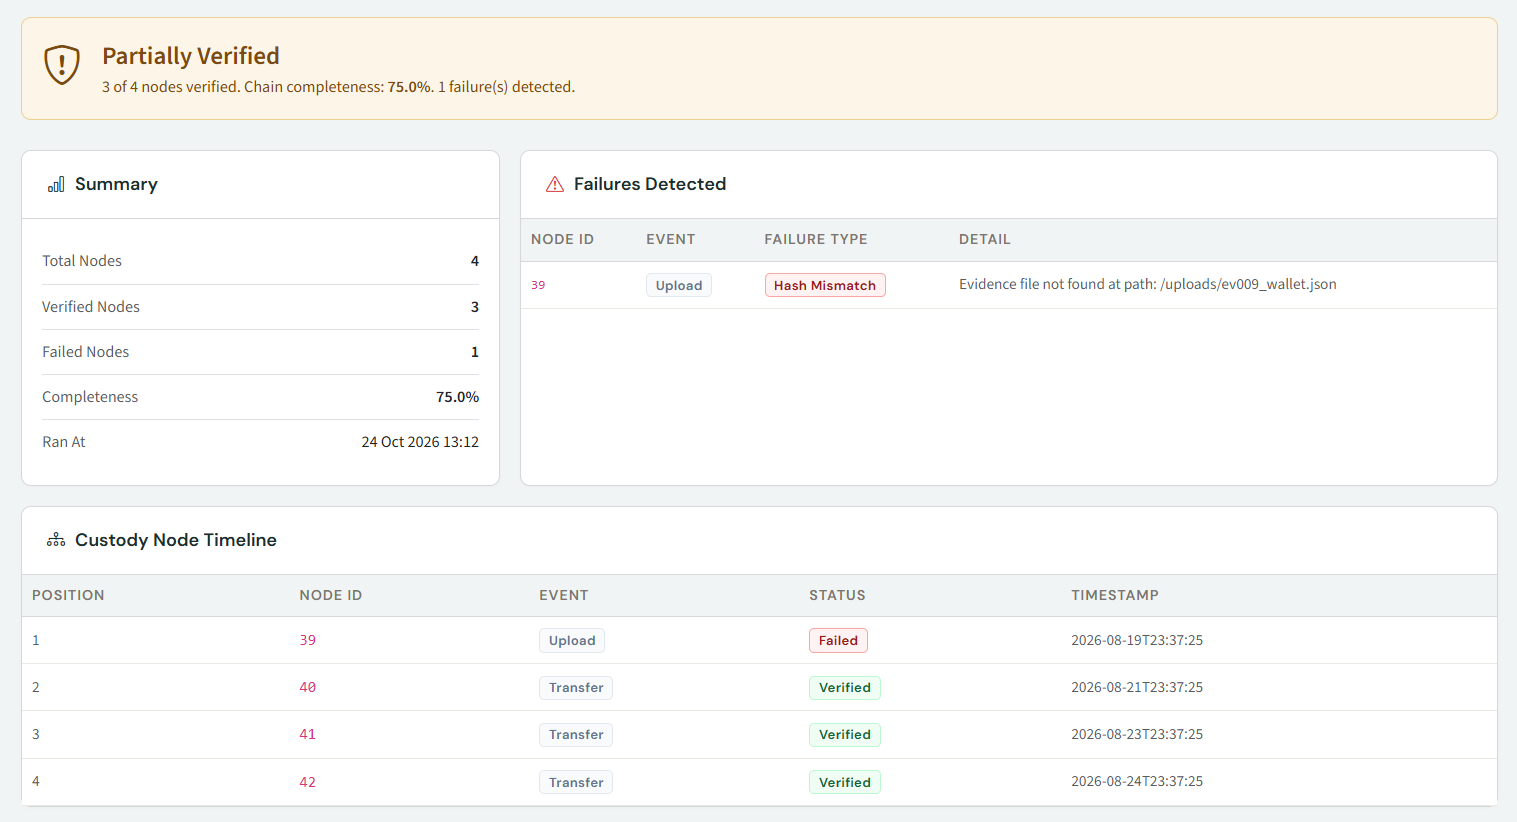 Partially Verified
3 of 4 nodes verified. Chain completeness: 75.0%. 1 failure(s) detected.
Summary
Total Nodes 4
Verified Nodes 3
Failed Nodes 1
Completeness 75.0%
Ran At 24 Oct 2026 13:12
Failures Detected
NODE ID EVENT FAILURE TYPE DETAIL
39 Upload Hash Mismatch Evidence file not found at path: /uploads/ev009_wallet.json
Custody Node Timeline
POSITION NODE ID EVENT STATUS TIMESTAMP
1 39 Upload Failed 2026-08-19T23:37:25
2 40 Transfer Verified 2026-08-21T23:37:25
3 41 Transfer Verified 2026-08-23T23:37:25
4 42 Transfer Verified 2026-08-24T23:37:25